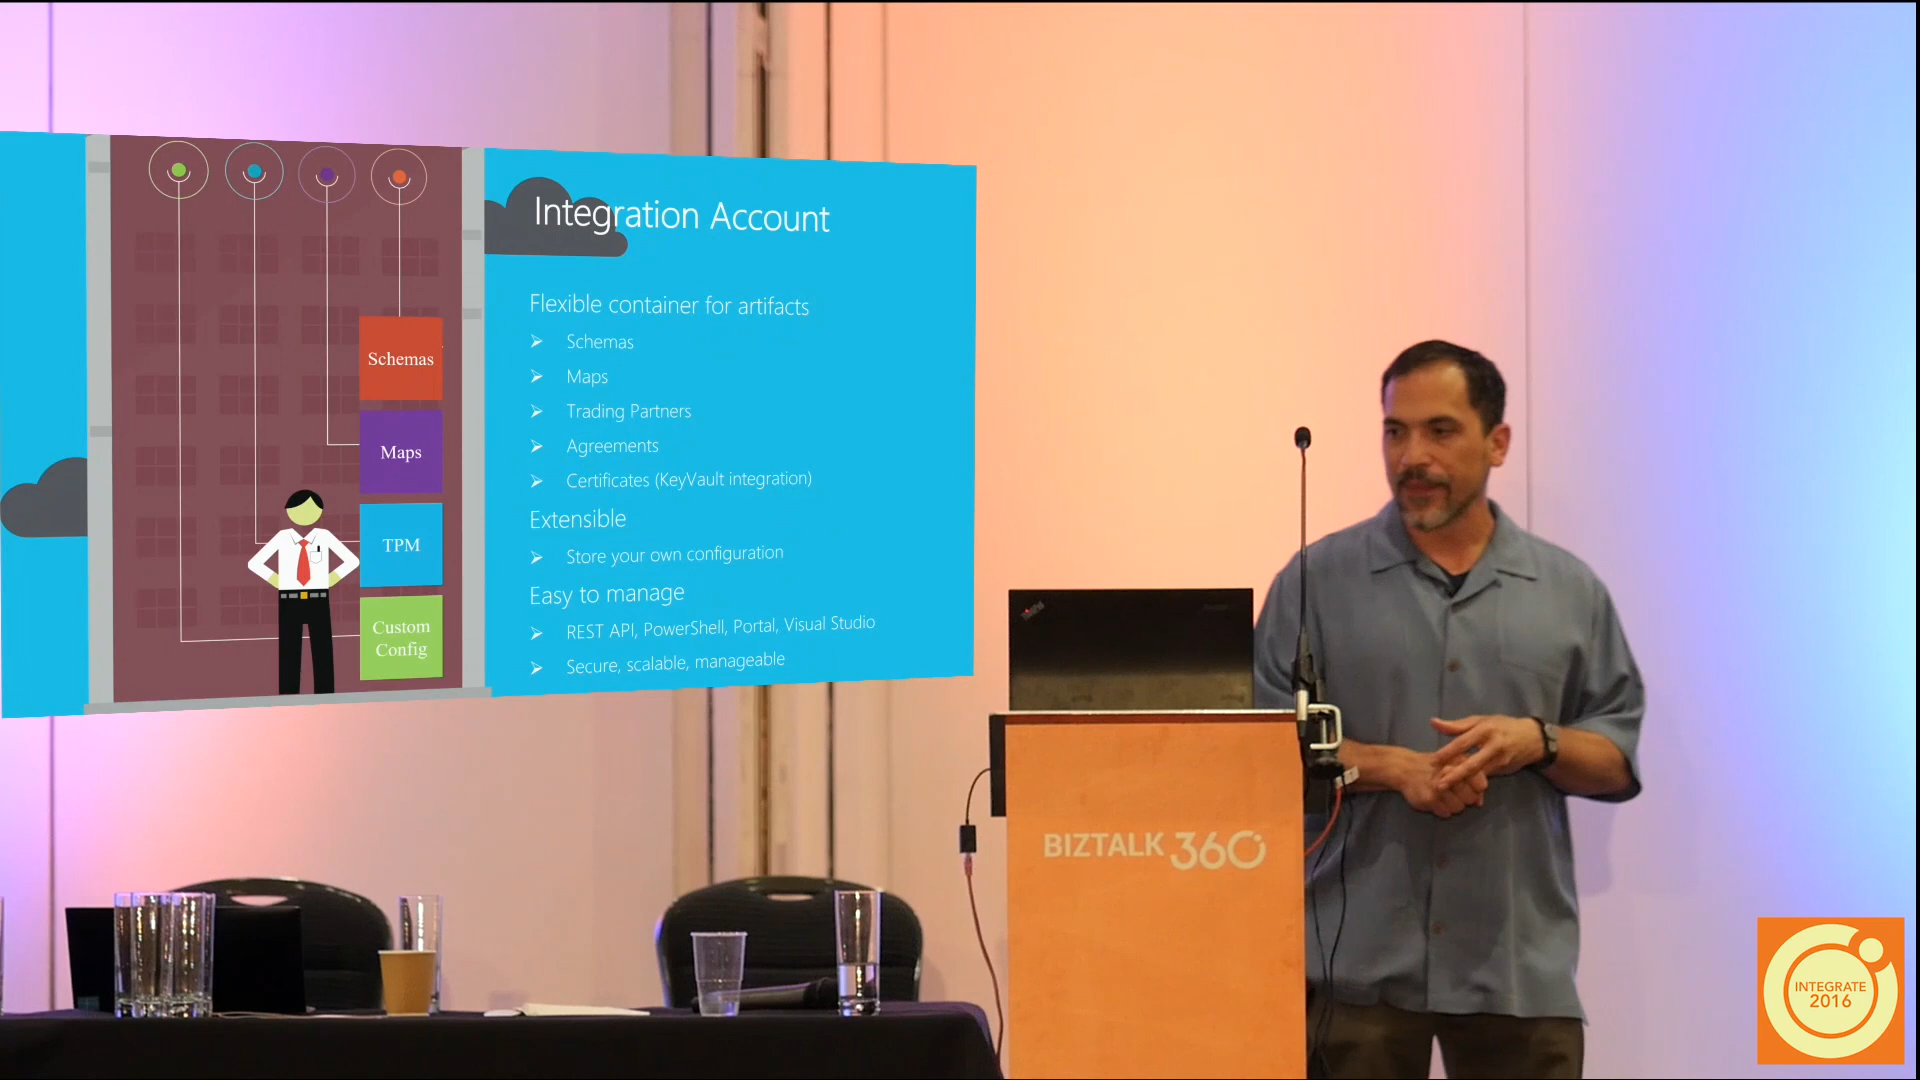 Integration Account
Flexible container for artifacts
Schemas
Maps
Trading Partners
Agreements
Certificates (KeyVault integration)
Extensible
Store your own configuration
Easy to manage
REST API, PowerShell, Portal, Visual Studio
Secure, scalable, manageable
Schemas
Maps
TPM
Custom
Config
BIZTALK 360
INTEGRATE
2016